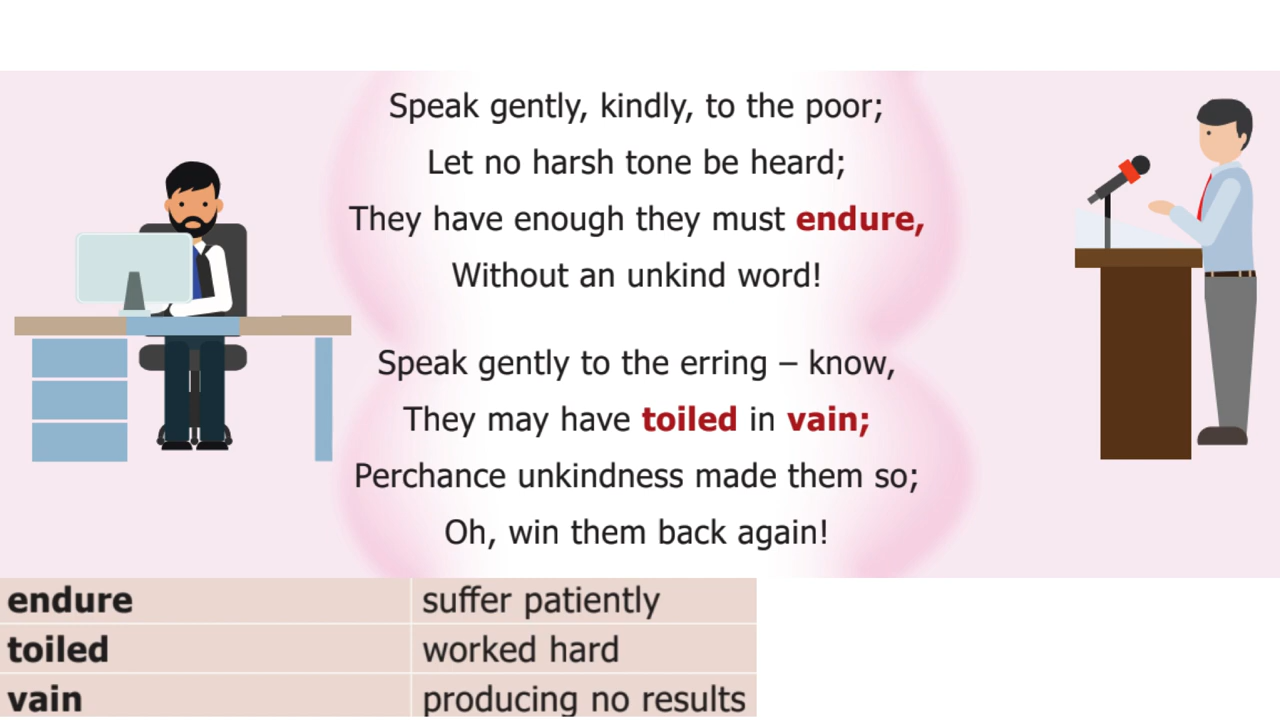 Speak gently, kindly, to the poor;
Let no harsh tone be heard;
They have enough they must endure,
Without an unkind word!
Speak gently to the erring – know,
They may have toiled in vain;
Perchance unkindness made them so;
Oh, win them back again!
endure suffer patiently
toiled worked hard
vain producing no results